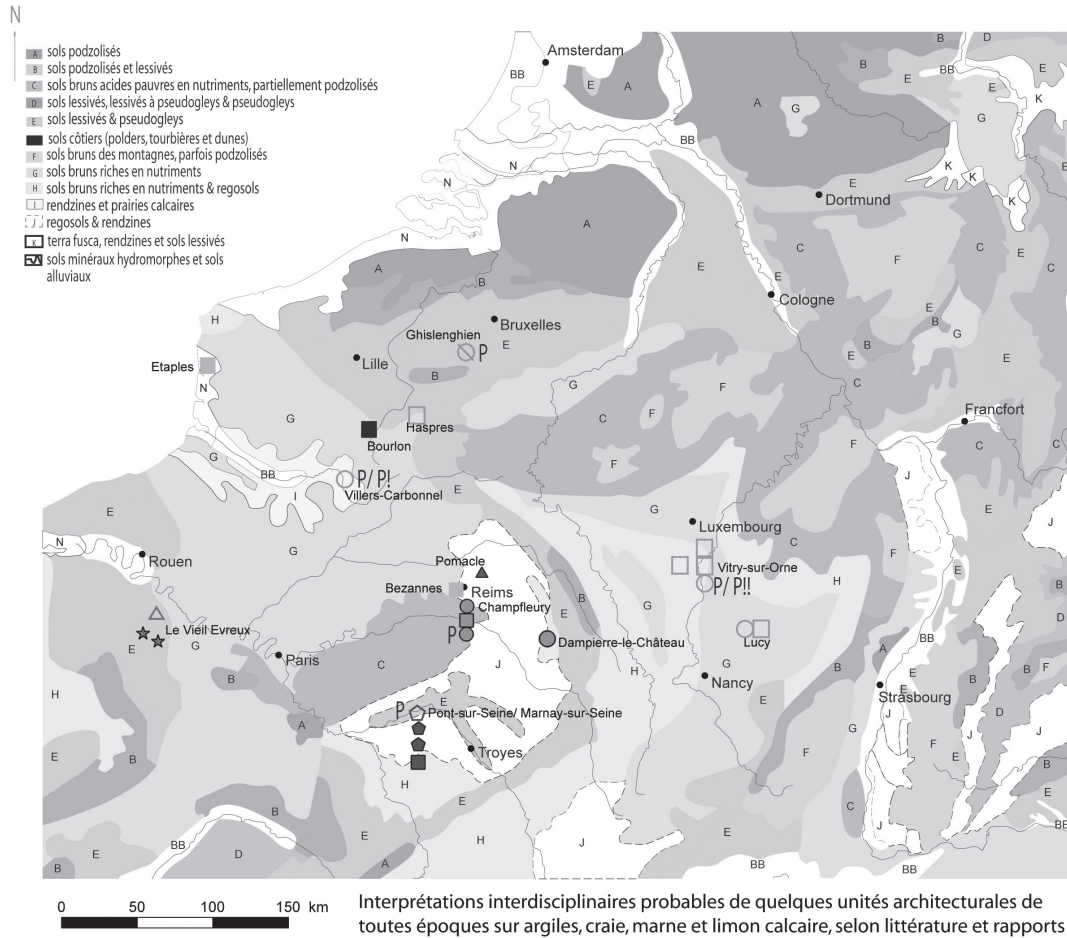 N
A sols podzolisés
B sols podzolisés et lessivés
C sols bruns acides pauvres en nutriments, partiellement podzolisés
D sols lessivés, lessivés à pseudogleys & pseudogleys
E sols lessivés & pseudogleys
sols côtiers (polders, tourbières et dunes)
F sols bruns des montagnes, parfois podzolisés
G sols bruns riches en nutriments
H sols bruns riches en nutriments & regosols
I rendzines et prairies calcaires
J regosols & rendzines
K terra fusca, rendzines et sols lessivés
sols minéraux hydromorphes et sols
alluviaux
Amsterdam
Dortmund
Cologne
Bruxelles
Ghislenghien
P
Lille
Etaples
Haspres
Bourlon
Francfort
P/ P!
Villers-Carbonnel
Luxembourg
Rouen
Pomacle
Vitry-sur-Orne
Bezannes
Reims
P/ P!!
Champfleury
Le Vieil Evreux
P
Dampierre-le-Château
Lucy
Paris
Nancy
Strasbourg
P
Pont-sur-Seine/ Marnay-sur-Seine
Troyes
0 50 100 150 km
Interprétations interdisciplinaires probables de quelques unités architecturales de
toutes époques sur argiles, craie, marne et limon calcaire, selon littérature et rapports